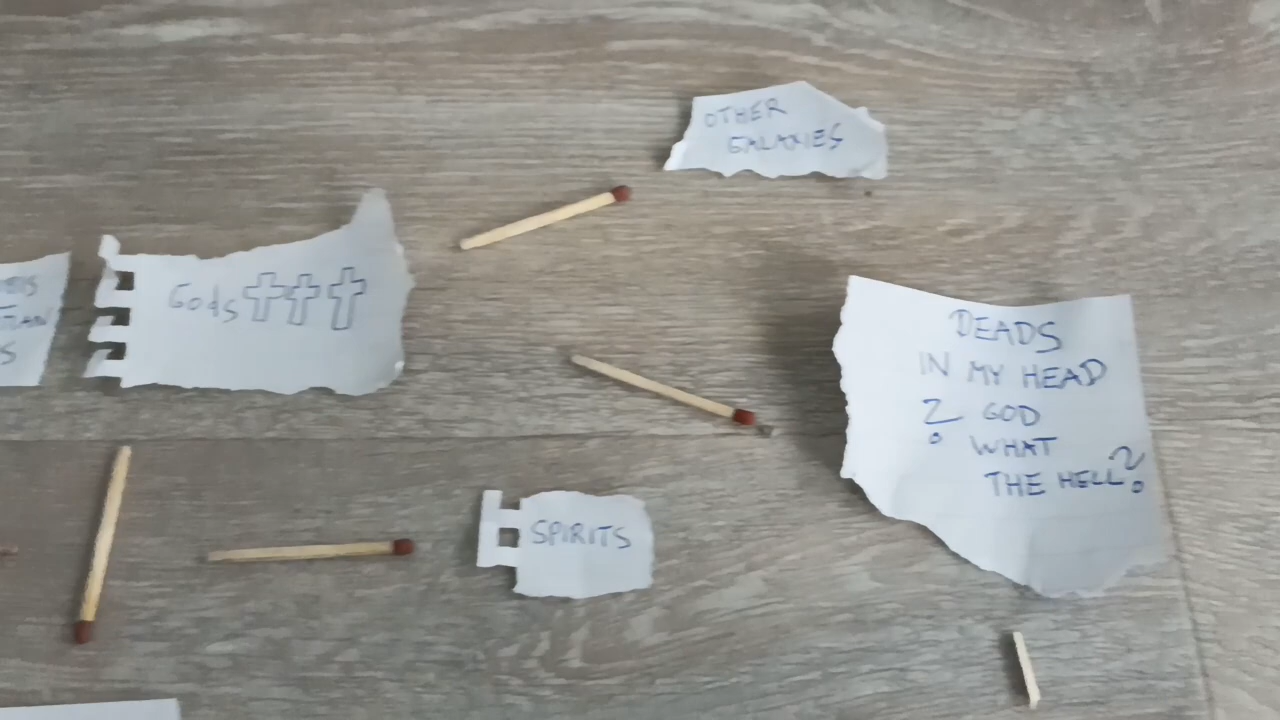 OTHER
GALAXIES
Gods
DEADS
IN MY HEAD
? GOD
WHAT
THE HELL?
SPIRITS